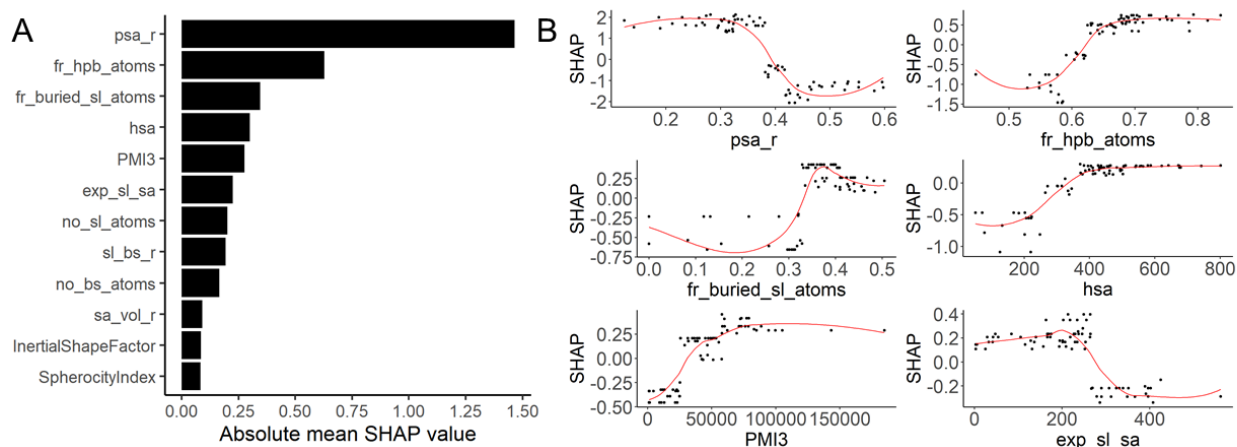 A
psa_r
fr_hpb_atoms
fr_buried_sl_atoms
hsa
PMI3
exp_sl_sa
no_sl_atoms
sl_bs_r
no_bs_atoms
sa_vol_r
InertialShapeFactor
SpherocityIndex
0.00 0.25 0.50 0.75 1.00 1.25 1.50
Absolute mean SHAP value
B
SHAP
2
1
0
-1
-2
0.2 0.3 0.4 0.5 0.6
psa_r
SHAP
0.5
0.0
-0.5
-1.0
-1.5
0.5 0.6 0.7 0.8
fr_hpb_atoms
SHAP
0.25
0.00
-0.25
-0.50
-0.75
0.0 0.1 0.2 0.3 0.4 0.5
fr_buried_sl_atoms
SHAP
0.0
-0.5
-1.0
200 400 600 800
hsa
SHAP
0.25
0.00
-0.25
-0.50
0 50000 100000 150000
PMI3
SHAP
0.4
0.2
0.0
-0.2
0 200 400
exp_sl_sa